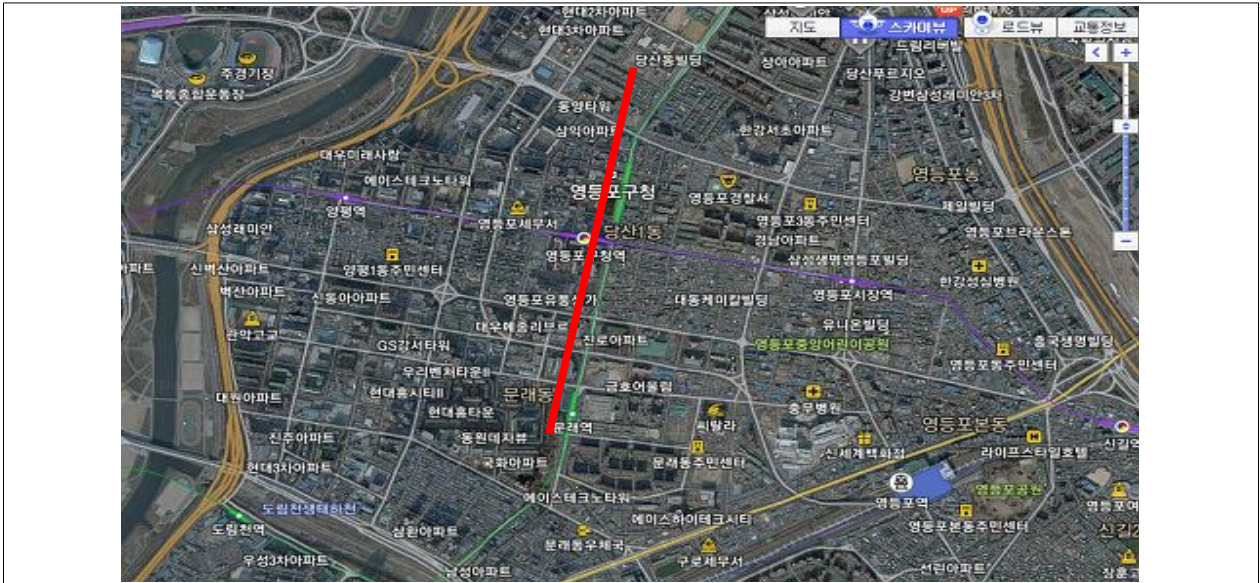 현대2차아파트
현대3차아파트
지도
스카이뷰
로드뷰
교통정보
드림리버빌
주경기장
목동종합운동장
당산동빌딩
상아아파트
당산푸르지오
강변삼성래미안3차
동양타워
삼익아파트
한강서초아파트
대우미래사랑
에이스테크노타워
영등포구청
영등포경찰서
영등포동
양평역
영등포세무서
영등포3동주민센터
제일빌딩
삼성래미안
당산1동
경남아파트
영등포브라운스톤
영등포구청역
삼성생명영등포빌딩
신벽산아파트
양평1동주민센터
한강성심병원
벽산아파트
신동아아파트
영등포유통상가
대동케미칼빌딩
영등포시장역
관악고교
GS강서타워
진로아파트
유니온빌딩
영등포중앙어린이공원
흥국생명빌딩
우리벤처타운II
영등포동주민센터
대원아파트
현대홈시티II
문래동
금호어울림
현대홈타운
충무병원
씨랄라
영등포본동
진주아파트
동원데자뷰
문래역
신세계백화점
라이프스타일호텔
신길역
현대3차아파트
국화아파트
문래동주민센터
에이스테크노타워
영등포역
영등포공원
도림천생태하천
에이스하이테크시티
도림천역
삼환아파트
영등포본동주민센터
문래동우체국
우성3차아파트
남성아파트
구로세무서
선린아파트